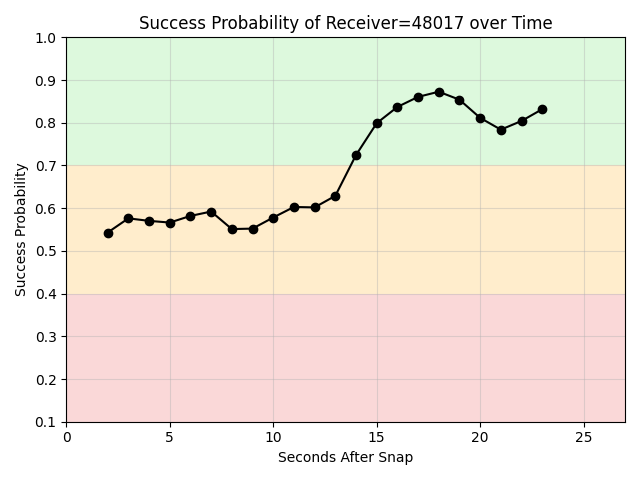 Success Probability of Receiver=48017 over Time
1.0
0.9
0.8
0.7
0.6
0.5
0.4
0.3
0.2
0.1
Success Probability
0 5 10 15 20 25
Seconds After Snap